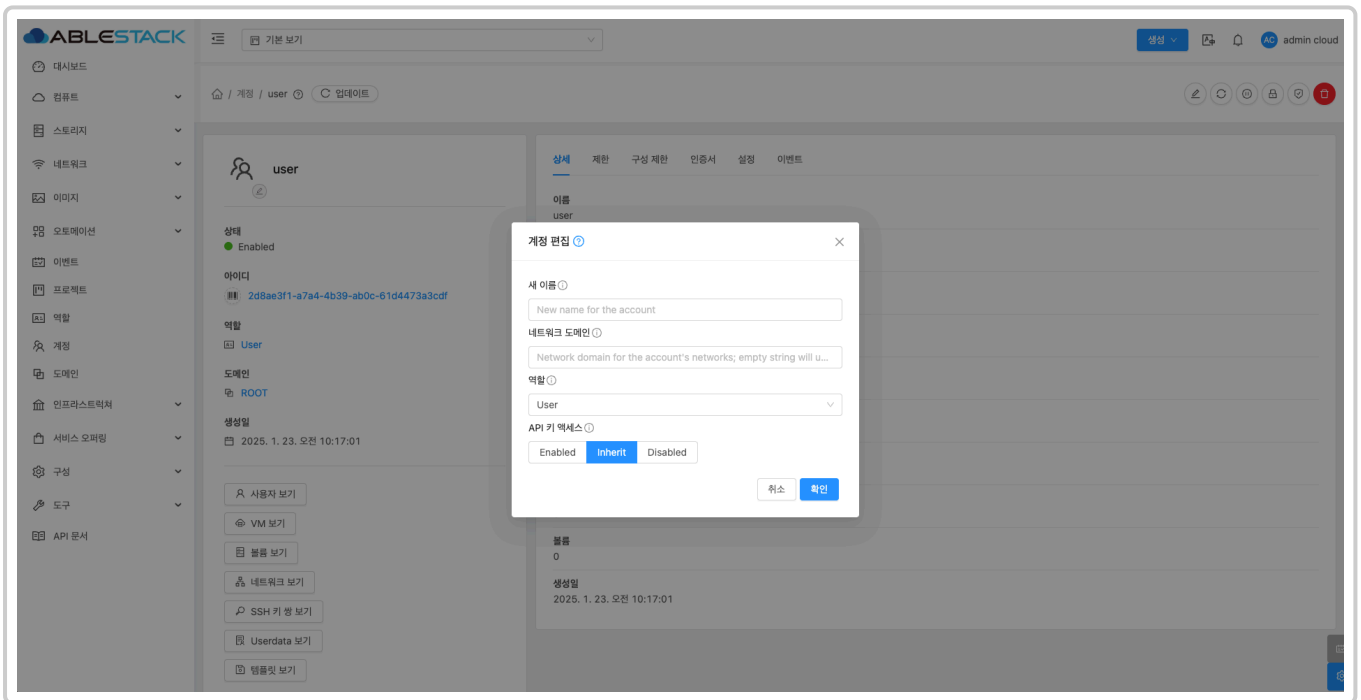 ABLESTACK
기본 보기
생성
AC admin cloud
대시보드
컴퓨트
스토리지
네트워크
이미지
오토메이션
이벤트
프로젝트
역할
계정
도메인
인프라스트럭쳐
서비스 오퍼링
구성
도구
API 문서
/ 계정 / user 업데이트
user
상태
Enabled
아이디
2d8ae3f1-a7a4-4b39-ab0c-61d4473a3cdf
역할
User
도메인
ROOT
생성일
2025. 1. 23. 오전 10:17:01
사용자 보기
VM 보기
볼륨 보기
네트워크 보기
SSH 키 쌍 보기
Userdata 보기
템플릿 보기
상세 제한 구성 제한 인증서 설정 이벤트
이름
user
계정 편집
새 이름
New name for the account
네트워크 도메인
Network domain for the account's networks; empty string will u...
역할
User
API 키 액세스
Enabled Inherit Disabled
취소 확인
볼륨
0
생성일
2025. 1. 23. 오전 10:17:01